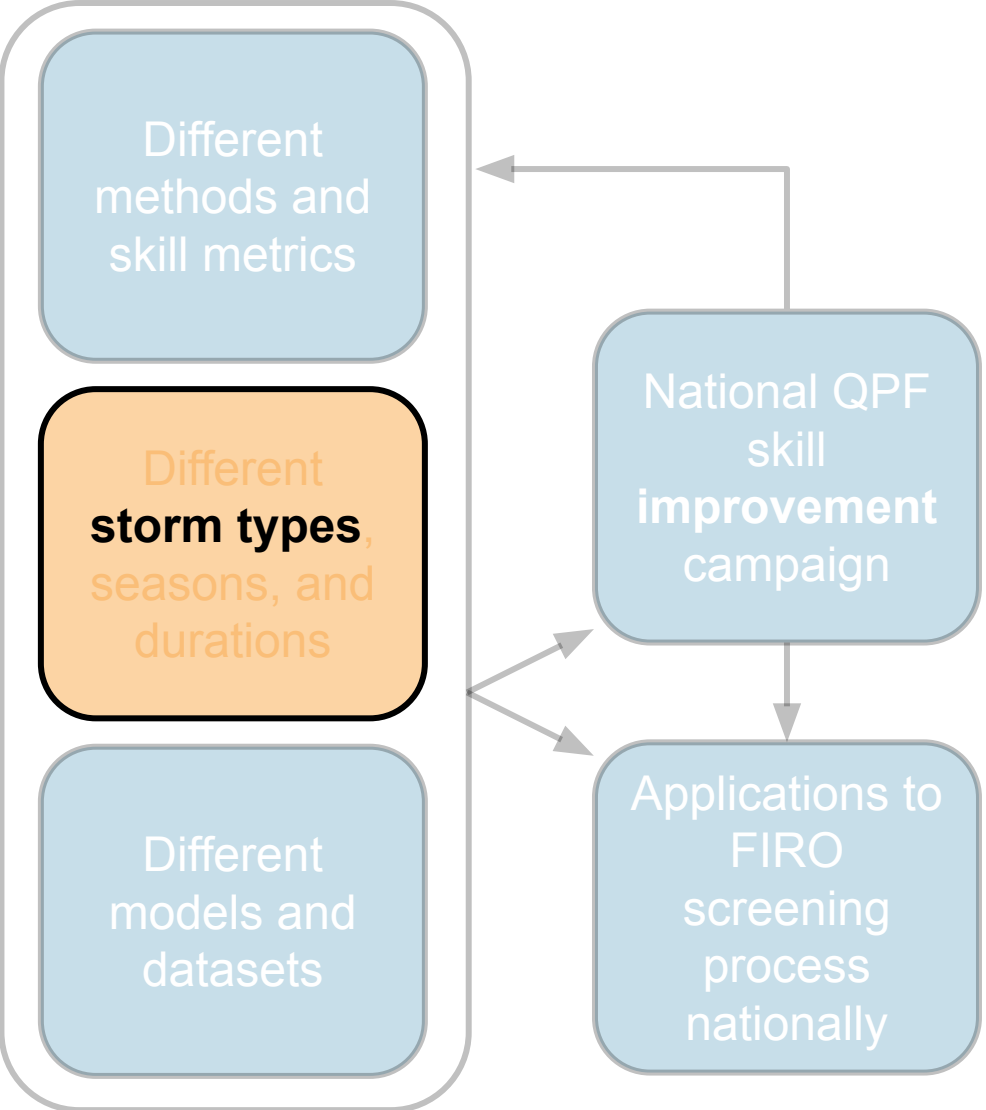 Different
methods and
skill metrics
Different
storm types,
seasons, and
durations
Different
models and
datasets
National QPF
skill
improvement
campaign
Applications to
FIRO
screening
process
nationally